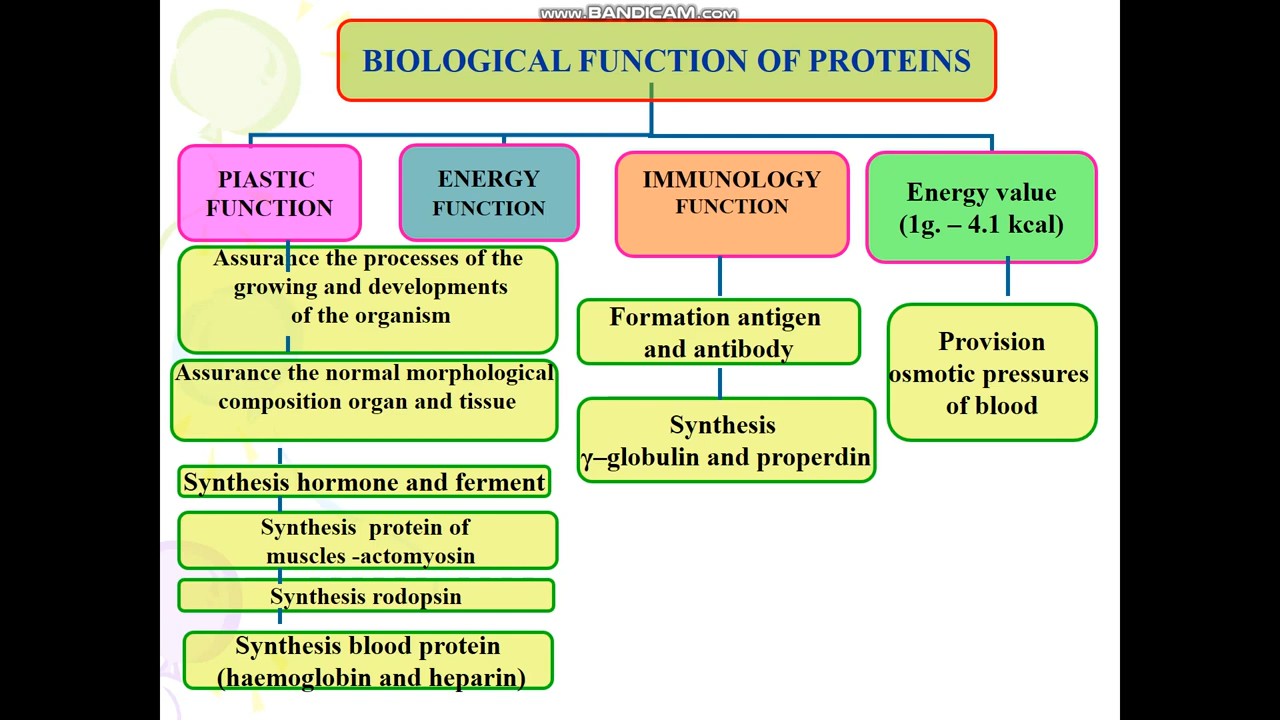 www.BANDICAM.com
BIOLOGICAL FUNCTION OF PROTEINS
PIASTIC
FUNCTION
ENERGY
FUNCTION
IMMUNOLOGY
FUNCTION
Energy value
(1g. – 4.1 kcal)
Assurance the processes of the
growing and developments
of the organism
Assurance the normal morphological
composition organ and tissue
Synthesis hormone and ferment
Synthesis protein of
muscles -actomyosin
Synthesis rodopsin
Synthesis blood protein
(haemoglobin and heparin)
Formation antigen
and antibody
Synthesis
γ–globulin and properdin
Provision
osmotic pressures
of blood